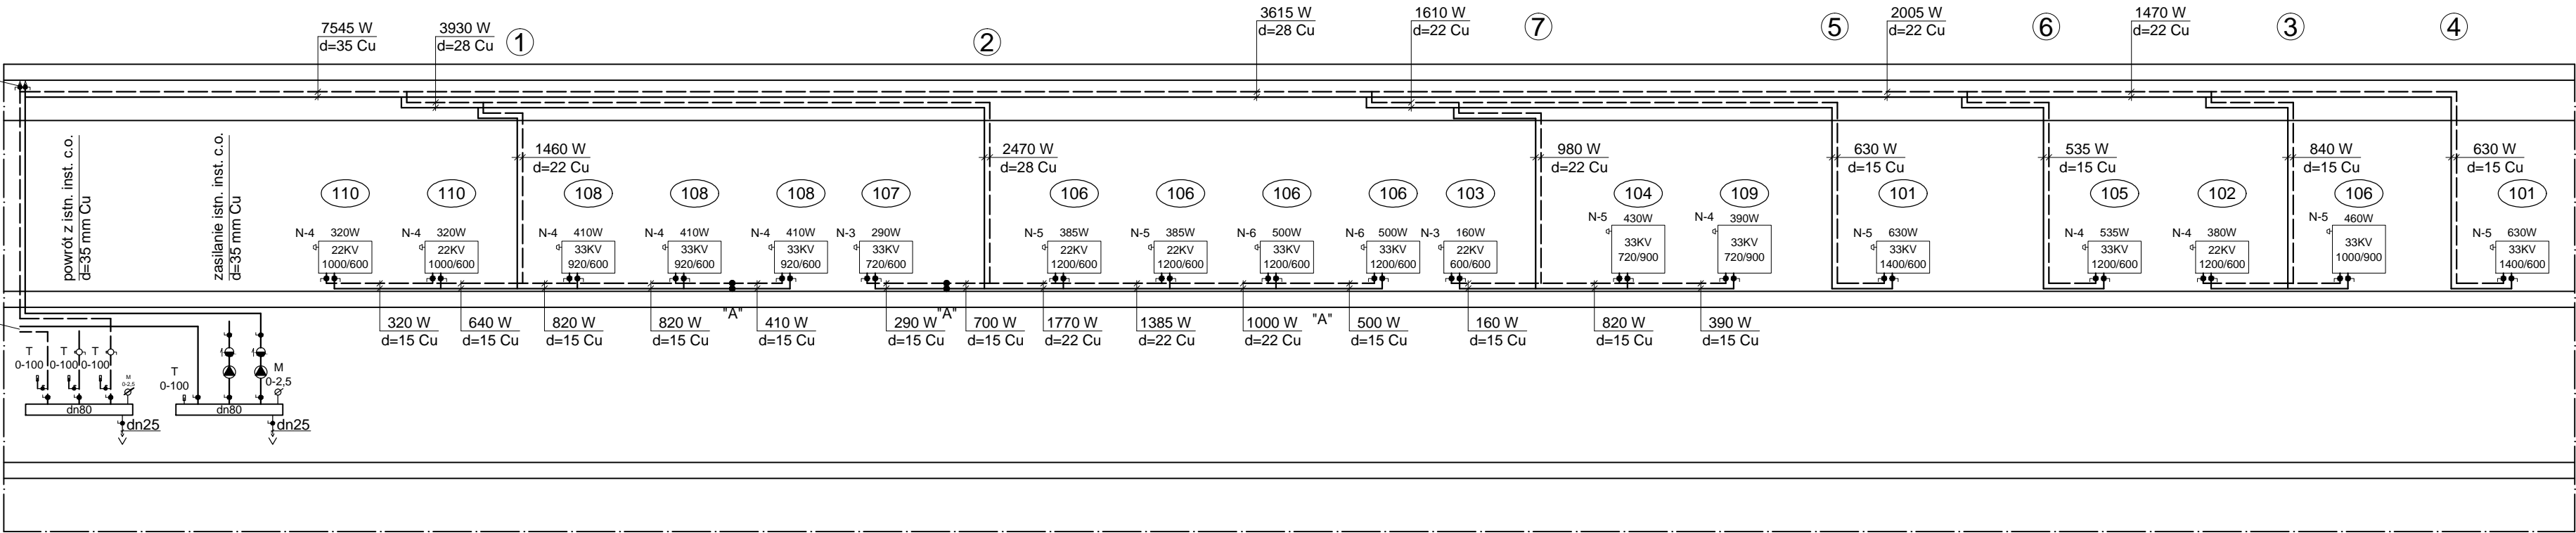 7545 W
d=35 Cu
3930 W
d=28 Cu
1
2
3615 W
d=28 Cu
1610 W
d=22 Cu
7
5
2005 W
d=22 Cu
6
1470 W
d=22 Cu
3
4
powrót z istn. inst. c.o.
d=35 mm Cu
zasilanie istn. inst. c.o.
d=35 mm Cu
1460 W
d=22 Cu
2470 W
d=28 Cu
980 W
d=22 Cu
630 W
d=15 Cu
535 W
d=15 Cu
840 W
d=15 Cu
630 W
d=15 Cu
110
N-4 320W
22KV
1000/600
110
N-4 320W
22KV
1000/600
108
N-4 410W
33KV
920/600
108
N-4 410W
33KV
920/600
108
N-4 410W
33KV
920/600
107
N-3 290W
33KV
720/600
106
N-5 385W
22KV
1200/600
106
N-5 385W
22KV
1200/600
106
N-6 500W
33KV
1200/600
106
N-6 500W
33KV
1200/600
103
N-3 160W
22KV
600/600
104
N-5 430W
33KV
720/900
109
N-4 390W
33KV
720/900
101
N-5 630W
33KV
1400/600
105
N-4 535W
33KV
1200/600
102
N-4 380W
22KV
1200/600
106
N-5 460W
33KV
1000/900
101
N-5 630W
33KV
1400/600
320 W
d=15 Cu
640 W
d=15 Cu
820 W
d=15 Cu
820 W
d=15 Cu
"A"
410 W
d=15 Cu
290 W
d=15 Cu
"A"
700 W
d=15 Cu
1770 W
d=22 Cu
1385 W
d=22 Cu
1000 W
d=22 Cu
"A"
500 W
d=15 Cu
160 W
d=15 Cu
820 W
d=15 Cu
390 W
d=15 Cu
T
0-100
T
0-100
T
0-100
M
0-2,5
dn80
dn25
T
0-100
M
0-2,5
dn80
dn25